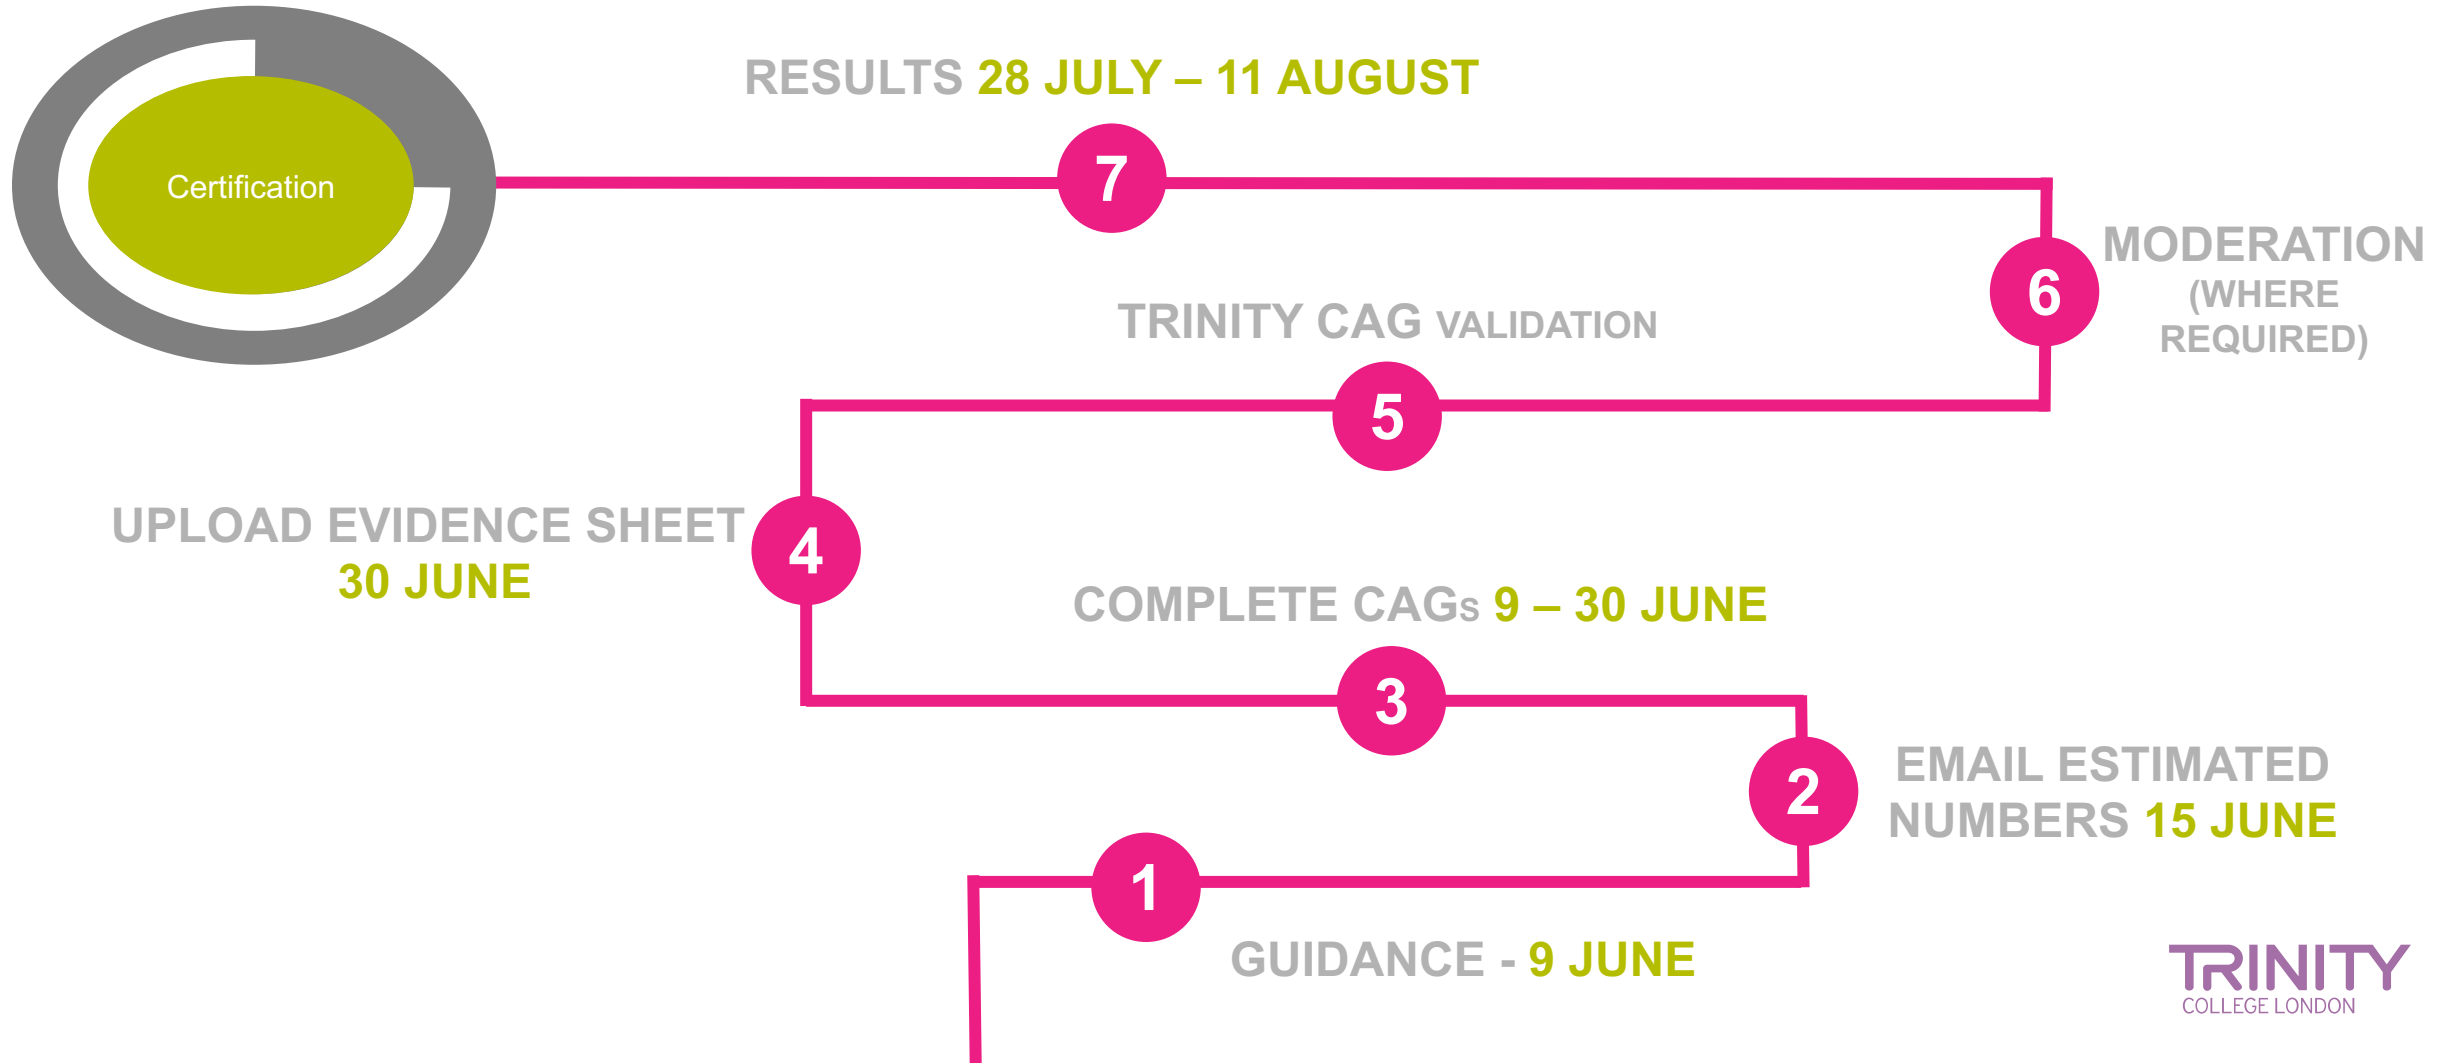 RESULTS 28 JULY – 11 AUGUST
7
Certification
MODERATION
(WHERE
REQUIRED)
6
TRINITY CAG VALIDATION
5
UPLOAD EVIDENCE SHEET
30 JUNE
4
COMPLETE CAGs 9 – 30 JUNE
3
EMAIL ESTIMATED
NUMBERS 15 JUNE
2
1
GUIDANCE - 9 JUNE
TRINITY
COLLEGE LONDON